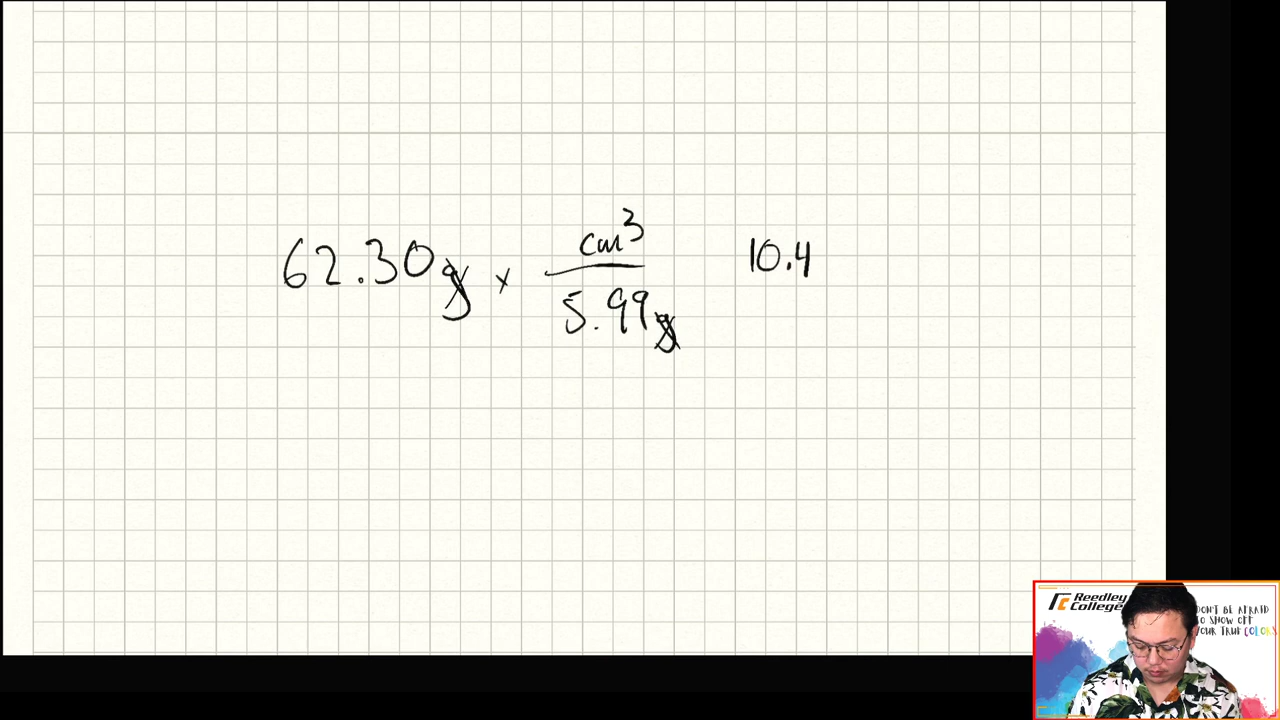 62.30g x cm³/5.99g 10.4
Reedley
College
DON'T BE AFRAID
TO SHOW OFF
YOUR TRUE COLORS